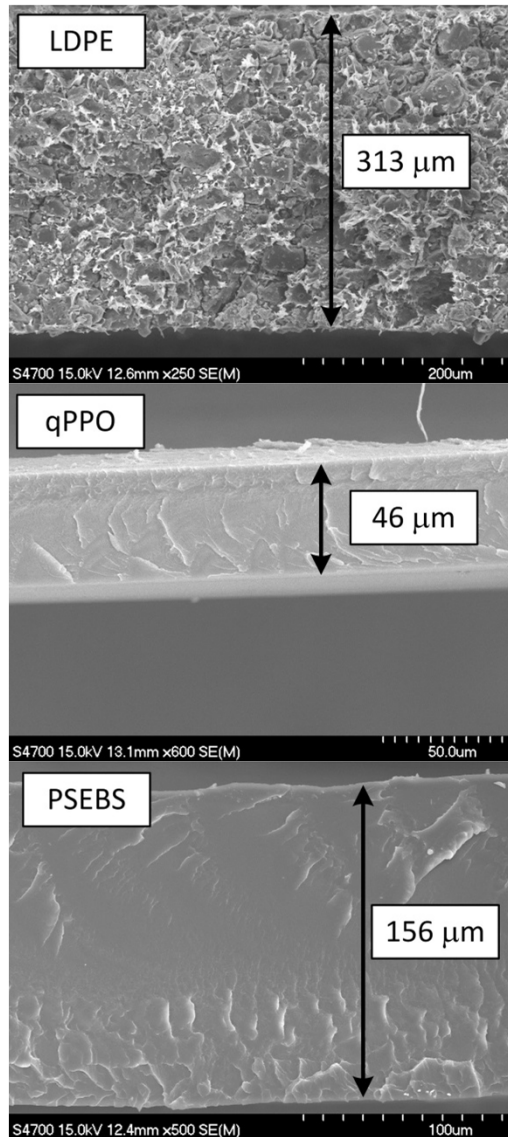 LDPE
313 μm
S4700 15.0kV 12.6mm x250 SE(M)
200um
qPPO
46 μm
S4700 15.0kV 13.1mm x600 SE(M)
50.0um
PSEBS
156 μm
S4700 15.0kV 12.4mm x500 SE(M)
100um